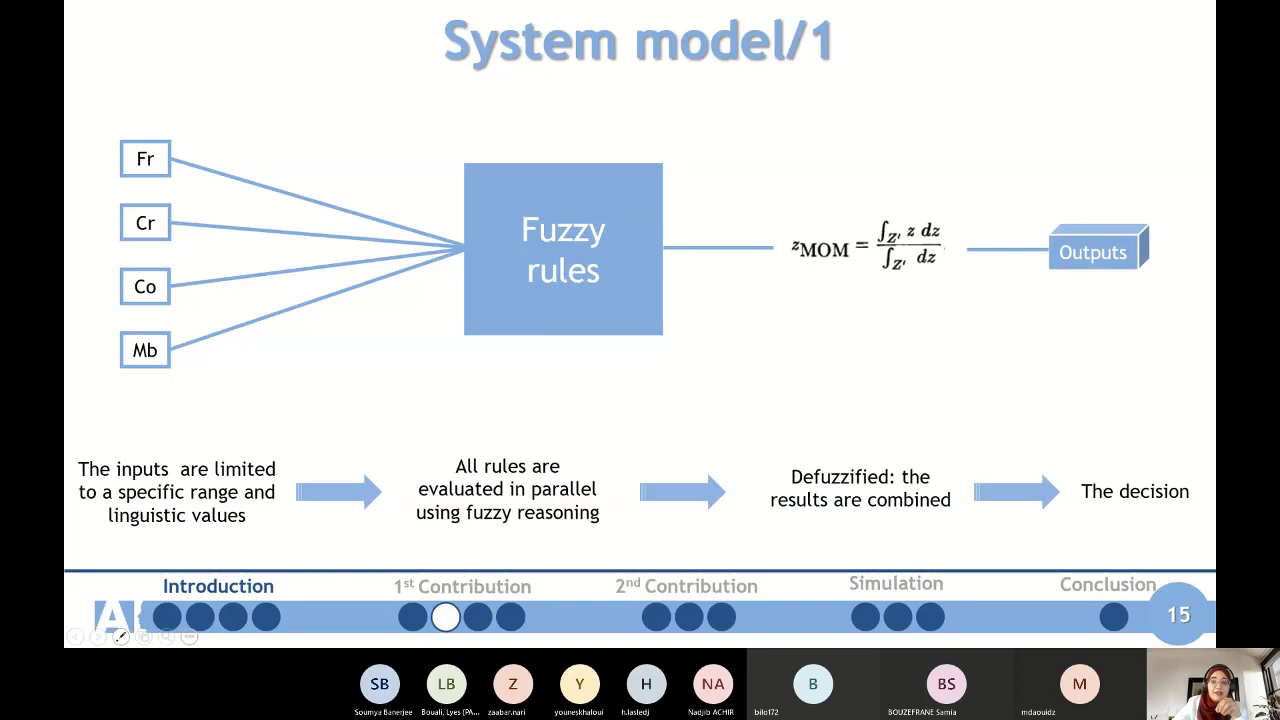 System model/1
Fr
Cr
Co
Mb
Fuzzy
rules
zMOM = ∫Z' z dz / ∫Z' dz
Outputs
The inputs are limited
to a specific range and
linguistic values
All rules are
evaluated in parallel
using fuzzy reasoning
Defuzzified: the
results are combined
The decision
Introduction
1st Contribution
2nd Contribution
Simulation
Conclusion
15
SB
LB
Z
Y
H
NA
B
BS
M
Soumya Banerjee
Bouali, Lyes (PA...
zaabar.nari
youneskhaloui
h.lasledj
Nadjib ACHIR
bilo172
BOUZEFRANE Samia
mdaouidz